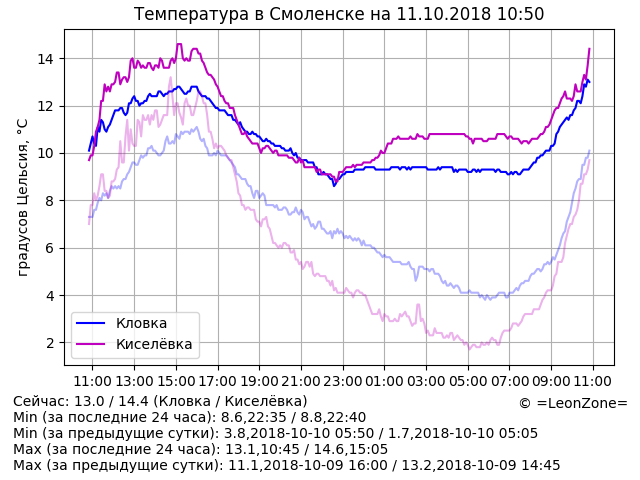 Температура в Смоленске на 11.10.2018 10:50
градусов Цельсия, °C
14
12
10
8
6
4
2
Кловка
Киселёвка
11:00 13:00 15:00 17:00 19:00 21:00 23:00 01:00 03:00 05:00 07:00 09:00 11:00
Сейчас: 13.0 / 14.4 (Кловка / Киселёвка)
© =LeonZone=
Min (за последние 24 часа): 8.6,22:35 / 8.8,22:40
Min (за предыдущие сутки): 3.8,2018-10-10 05:50 / 1.7,2018-10-10 05:05
Max (за последние 24 часа): 13.1,10:45 / 14.6,15:05
Max (за предыдущие сутки): 11.1,2018-10-09 16:00 / 13.2,2018-10-09 14:45